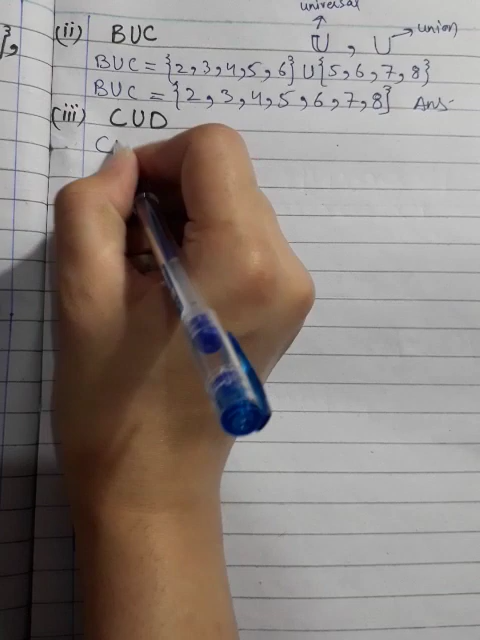 universal
U , U union
3,
(ii) BUC
BUC = {2,3,4,5,6} U {5,6,7,8}
BUC = {2,3,4,5,6,7,8} Ans-
(iii) CUD
C